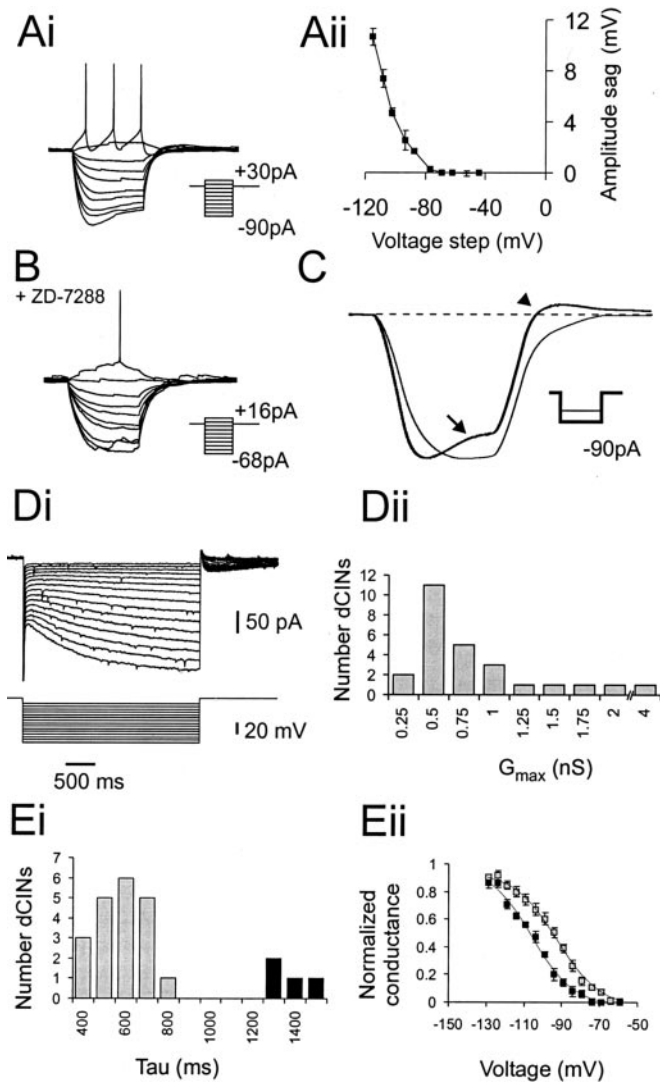 Ai
+30pA
-90pA
Aii
12
8
4
0
Amplitude sag (mV)
-120
-80
-40
0
Voltage step (mV)
B
+ ZD-7288
+16pA
-68pA
C
-90pA
Di
50 pA
20 mV
500 ms
Dii
Number dCINs
12
10
8
6
4
2
0
0.25
0.5
0.75
1
1.25
1.5
1.75
2
4
Gmax (nS)
Ei
Number dCINs
7
6
5
4
3
2
1
0
400
600
800
1000
1200
1400
Tau (ms)
Eii
Normalized
conductance
1
0.8
0.6
0.4
0.2
0
-150
-130
-110
-90
-70
-50
Voltage (mV)